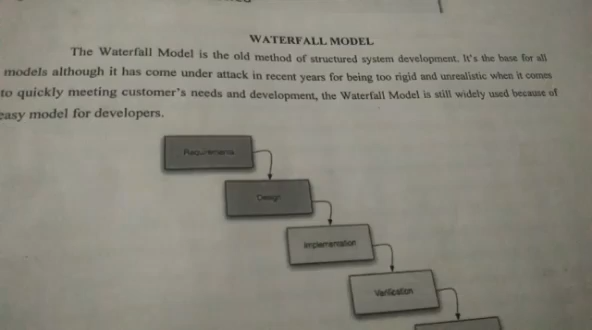 WATERFALL MODEL
The Waterfall Model is the old method of structured system development. It's the base for all
models although it has come under attack in recent years for being too rigid and unrealistic when it comes
to quickly meeting customer's needs and development, the Waterfall Model is still widely used because of
easy model for developers.
Requirements
Design
Implementation
Verification